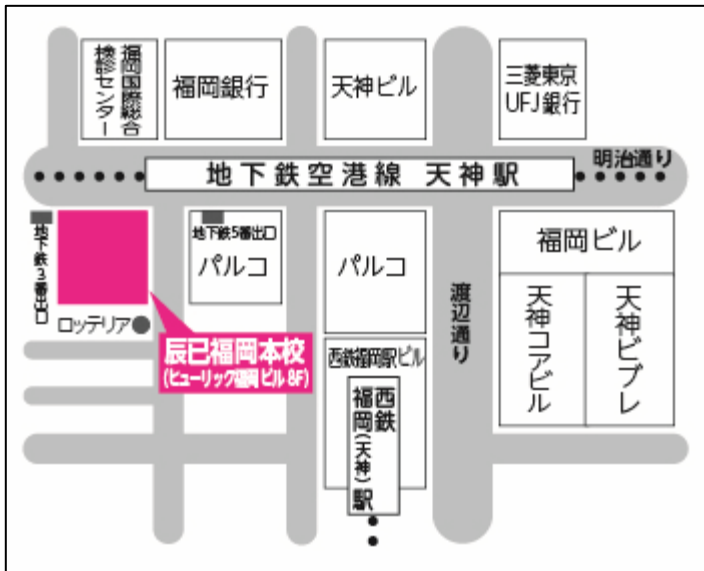 福岡国際総合
検診センター
福岡銀行
天神ビル
三菱東京
UFJ銀行
明治通り
地下鉄空港線 天神駅
地下鉄3番出口
地下鉄5番出口
パルコ
パルコ
福岡ビル
ロッテリア
辰已福岡本校
(ヒューリック福岡ビル8F)
西鉄福岡駅ビル
西鉄
福岡(天神)駅
渡辺通り
天神コアビル
天神ビブレ